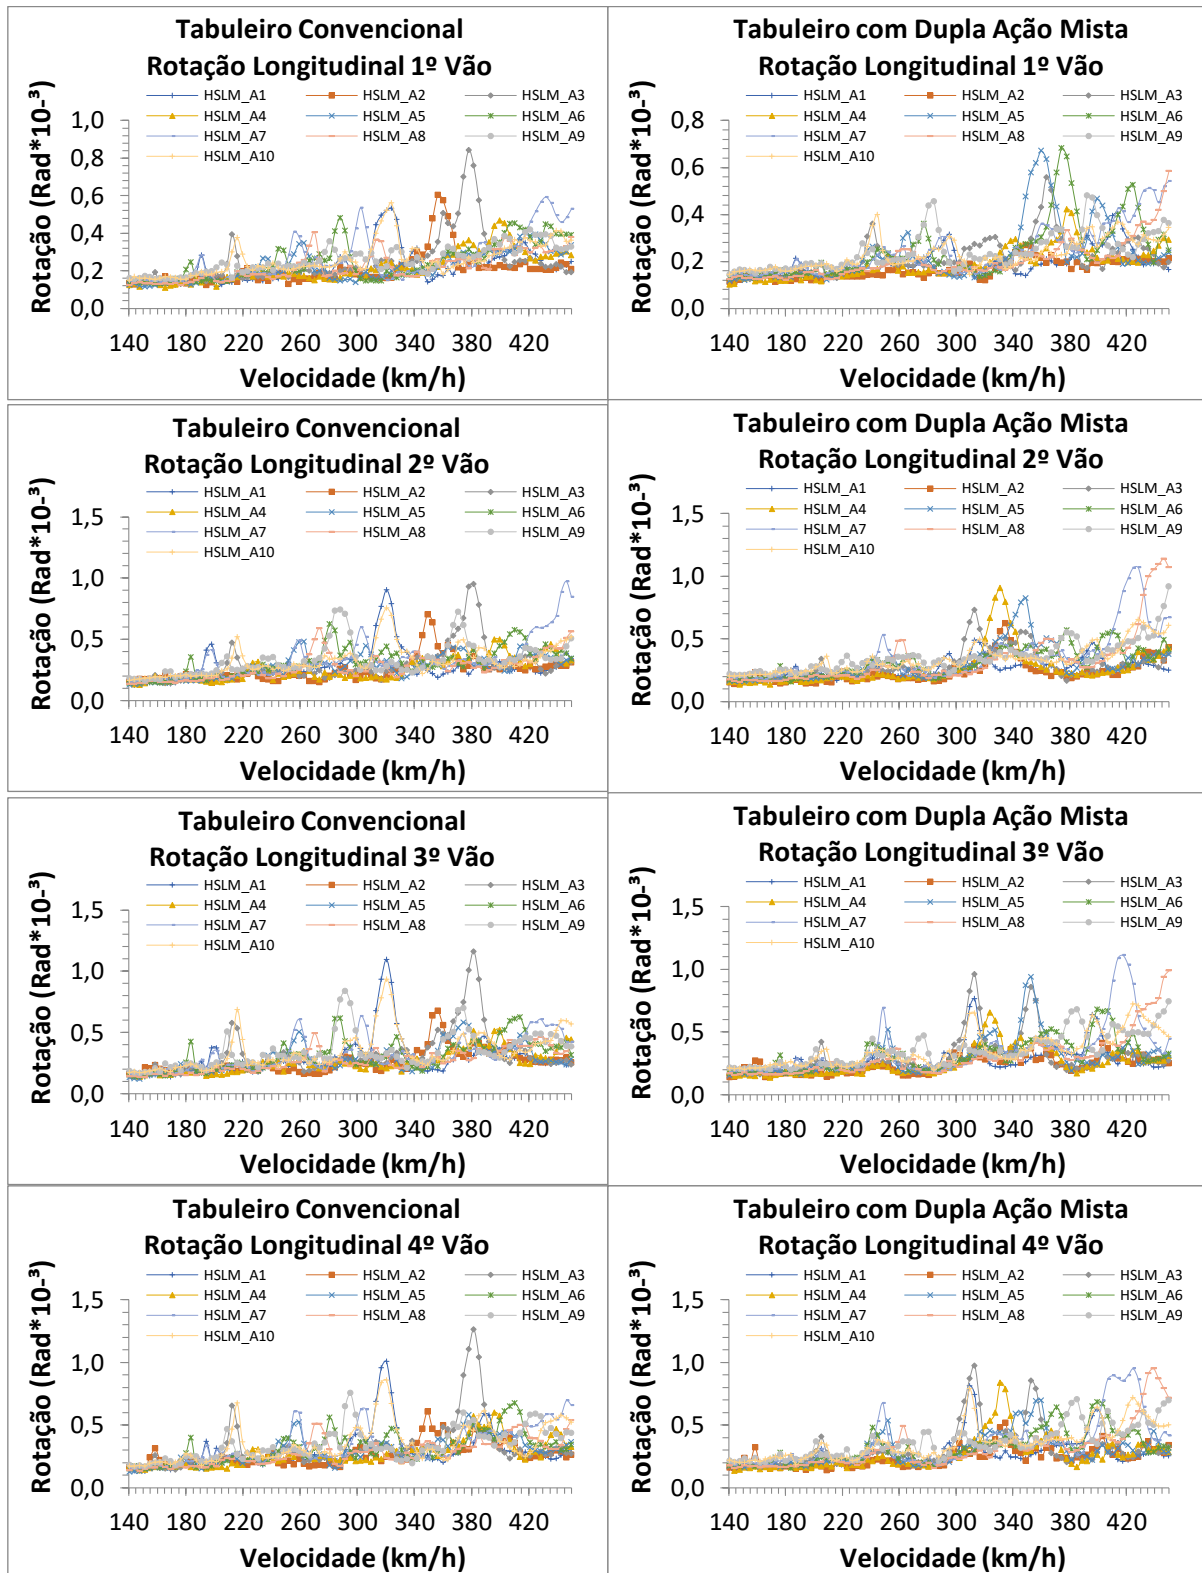 Tabuleiro Convencional
Rotação Longitudinal 1º Vão
HSLM_A1 HSLM_A2 HSLM_A3
HSLM_A4 HSLM_A5 HSLM_A6
HSLM_A7 HSLM_A8 HSLM_A9
HSLM_A10
Rotação (Rad*10-³)
1,0
0,8
0,6
0,4
0,2
0,0
140 180 220 260 300 340 380 420
Velocidade (km/h)
Tabuleiro com Dupla Ação Mista
Rotação Longitudinal 1º Vão
HSLM_A1 HSLM_A2 HSLM_A3
HSLM_A4 HSLM_A5 HSLM_A6
HSLM_A7 HSLM_A8 HSLM_A9
HSLM_A10
Rotação (Rad*10-³)
0,8
0,6
0,4
0,2
0,0
140 180 220 260 300 340 380 420
Velocidade (km/h)
Tabuleiro Convencional
Rotação Longitudinal 2º Vão
HSLM_A1 HSLM_A2 HSLM_A3
HSLM_A4 HSLM_A5 HSLM_A6
HSLM_A7 HSLM_A8 HSLM_A9
HSLM_A10
Rotação (Rad*10-³)
1,5
1,0
0,5
0,0
140 180 220 260 300 340 380 420
Velocidade (km/h)
Tabuleiro com Dupla Ação Mista
Rotação Longitudinal 2º Vão
HSLM_A1 HSLM_A2 HSLM_A3
HSLM_A4 HSLM_A5 HSLM_A6
HSLM_A7 HSLM_A8 HSLM_A9
HSLM_A10
Rotação (Rad*10-³)
1,5
1,0
0,5
0,0
140 180 220 260 300 340 380 420
Velocidade (km/h)
Tabuleiro Convencional
Rotação Longitudinal 3º Vão
HSLM_A1 HSLM_A2 HSLM_A3
HSLM_A4 HSLM_A5 HSLM_A6
HSLM_A7 HSLM_A8 HSLM_A9
HSLM_A10
Rotação (Rad*10-³)
1,5
1,0
0,5
0,0
140 180 220 260 300 340 380 420
Velocidade (km/h)
Tabuleiro com Dupla Ação Mista
Rotação Longitudinal 3º Vão
HSLM_A1 HSLM_A2 HSLM_A3
HSLM_A4 HSLM_A5 HSLM_A6
HSLM_A7 HSLM_A8 HSLM_A9
HSLM_A10
Rotação (Rad*10-³)
1,5
1,0
0,5
0,0
140 180 220 260 300 340 380 420
Velocidade (km/h)
Tabuleiro Convencional
Rotação Longitudinal 4º Vão
HSLM_A1 HSLM_A2 HSLM_A3
HSLM_A4 HSLM_A5 HSLM_A6
HSLM_A7 HSLM_A8 HSLM_A9
HSLM_A10
Rotação (Rad*10-³)
1,5
1,0
0,5
0,0
140 180 220 260 300 340 380 420
Velocidade (km/h)
Tabuleiro com Dupla Ação Mista
Rotação Longitudinal 4º Vão
HSLM_A1 HSLM_A2 HSLM_A3
HSLM_A4 HSLM_A5 HSLM_A6
HSLM_A7 HSLM_A8 HSLM_A9
HSLM_A10
Rotação (Rad*10-³)
1,5
1,0
0,5
0,0
140 180 220 260 300 340 380 420
Velocidade (km/h)